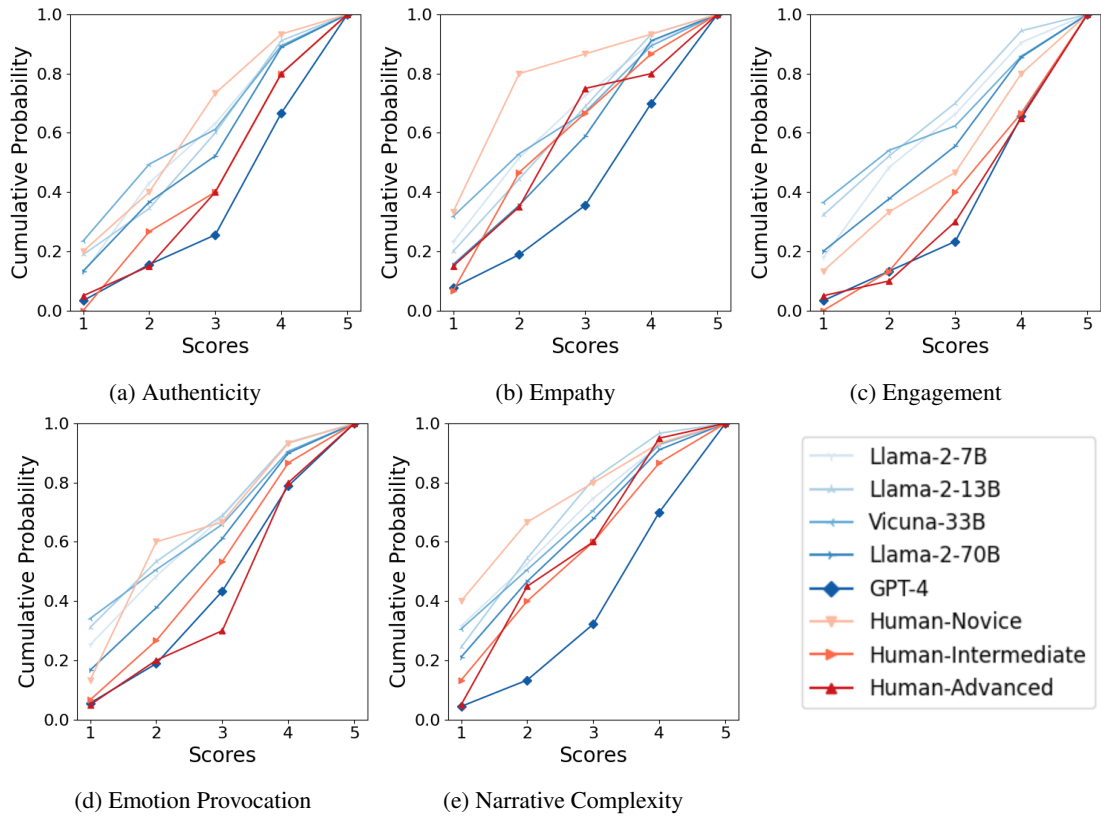 1.0
0.8
0.6
0.4
0.2
0.0
Cumulative Probability
1 2 3 4 5
Scores
(a) Authenticity
1.0
0.8
0.6
0.4
0.2
0.0
Cumulative Probability
1 2 3 4 5
Scores
(b) Empathy
1.0
0.8
0.6
0.4
0.2
0.0
Cumulative Probability
1 2 3 4 5
Scores
(c) Engagement
1.0
0.8
0.6
0.4
0.2
0.0
Cumulative Probability
1 2 3 4 5
Scores
(d) Emotion Provocation
1.0
0.8
0.6
0.4
0.2
0.0
Cumulative Probability
1 2 3 4 5
Scores
(e) Narrative Complexity
Llama-2-7B
Llama-2-13B
Vicuna-33B
Llama-2-70B
GPT-4
Human-Novice
Human-Intermediate
Human-Advanced